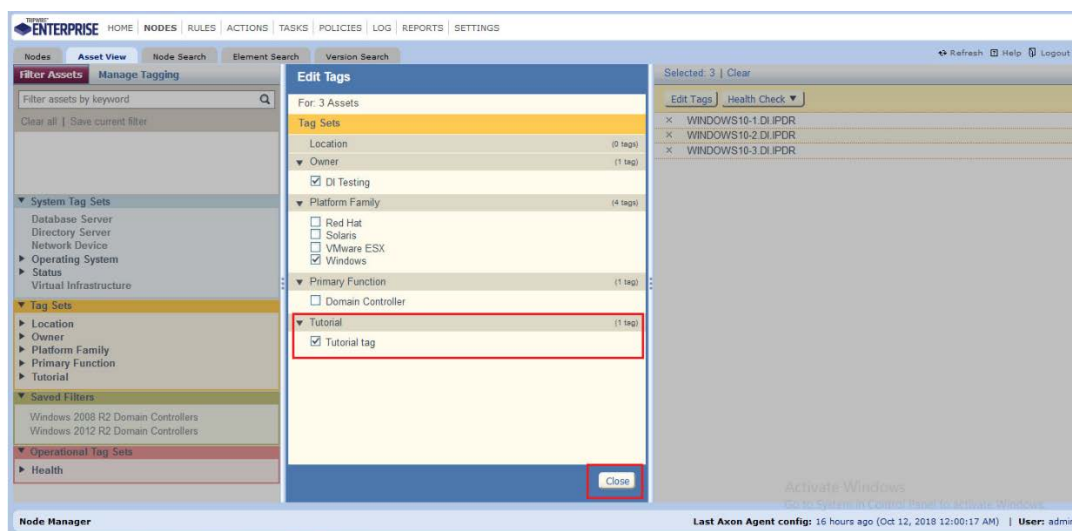 TRIPWIRE
ENTERPRISE HOME NODES RULES ACTIONS TASKS POLICIES LOG REPORTS SETTINGS
Nodes Asset View Node Search Element Search Version Search Refresh Help Logout
Filter Assets Manage Tagging
Filter assets by keyword
Clear all | Save current filter
System Tag Sets
Database Server
Directory Server
Network Device
Operating System
Status
Virtual Infrastructure
Tag Sets
Location
Owner
Platform Family
Primary Function
Tutorial
Saved Filters
Windows 2008 R2 Domain Controllers
Windows 2012 R2 Domain Controllers
Operational Tag Sets
Health
Edit Tags
For: 3 Assets
Tag Sets
Location (0 tags)
Owner (1 tag)
DI Testing
Platform Family (4 tags)
Red Hat
Solaris
VMware ESX
Windows
Primary Function (1 tag)
Domain Controller
Tutorial (1 tag)
Tutorial tag
Close
Selected: 3 | Clear
Edit Tags Health Check
WINDOWS10-1.DI.IPDR
WINDOWS10-2.DI.IPDR
WINDOWS10-3.DI.IPDR
Activate Windows
Go to System in Control Panel to activate Windows.
Node Manager Last Axon Agent config: 16 hours ago (Oct 12, 2018 12:00:17 AM) | User: admi